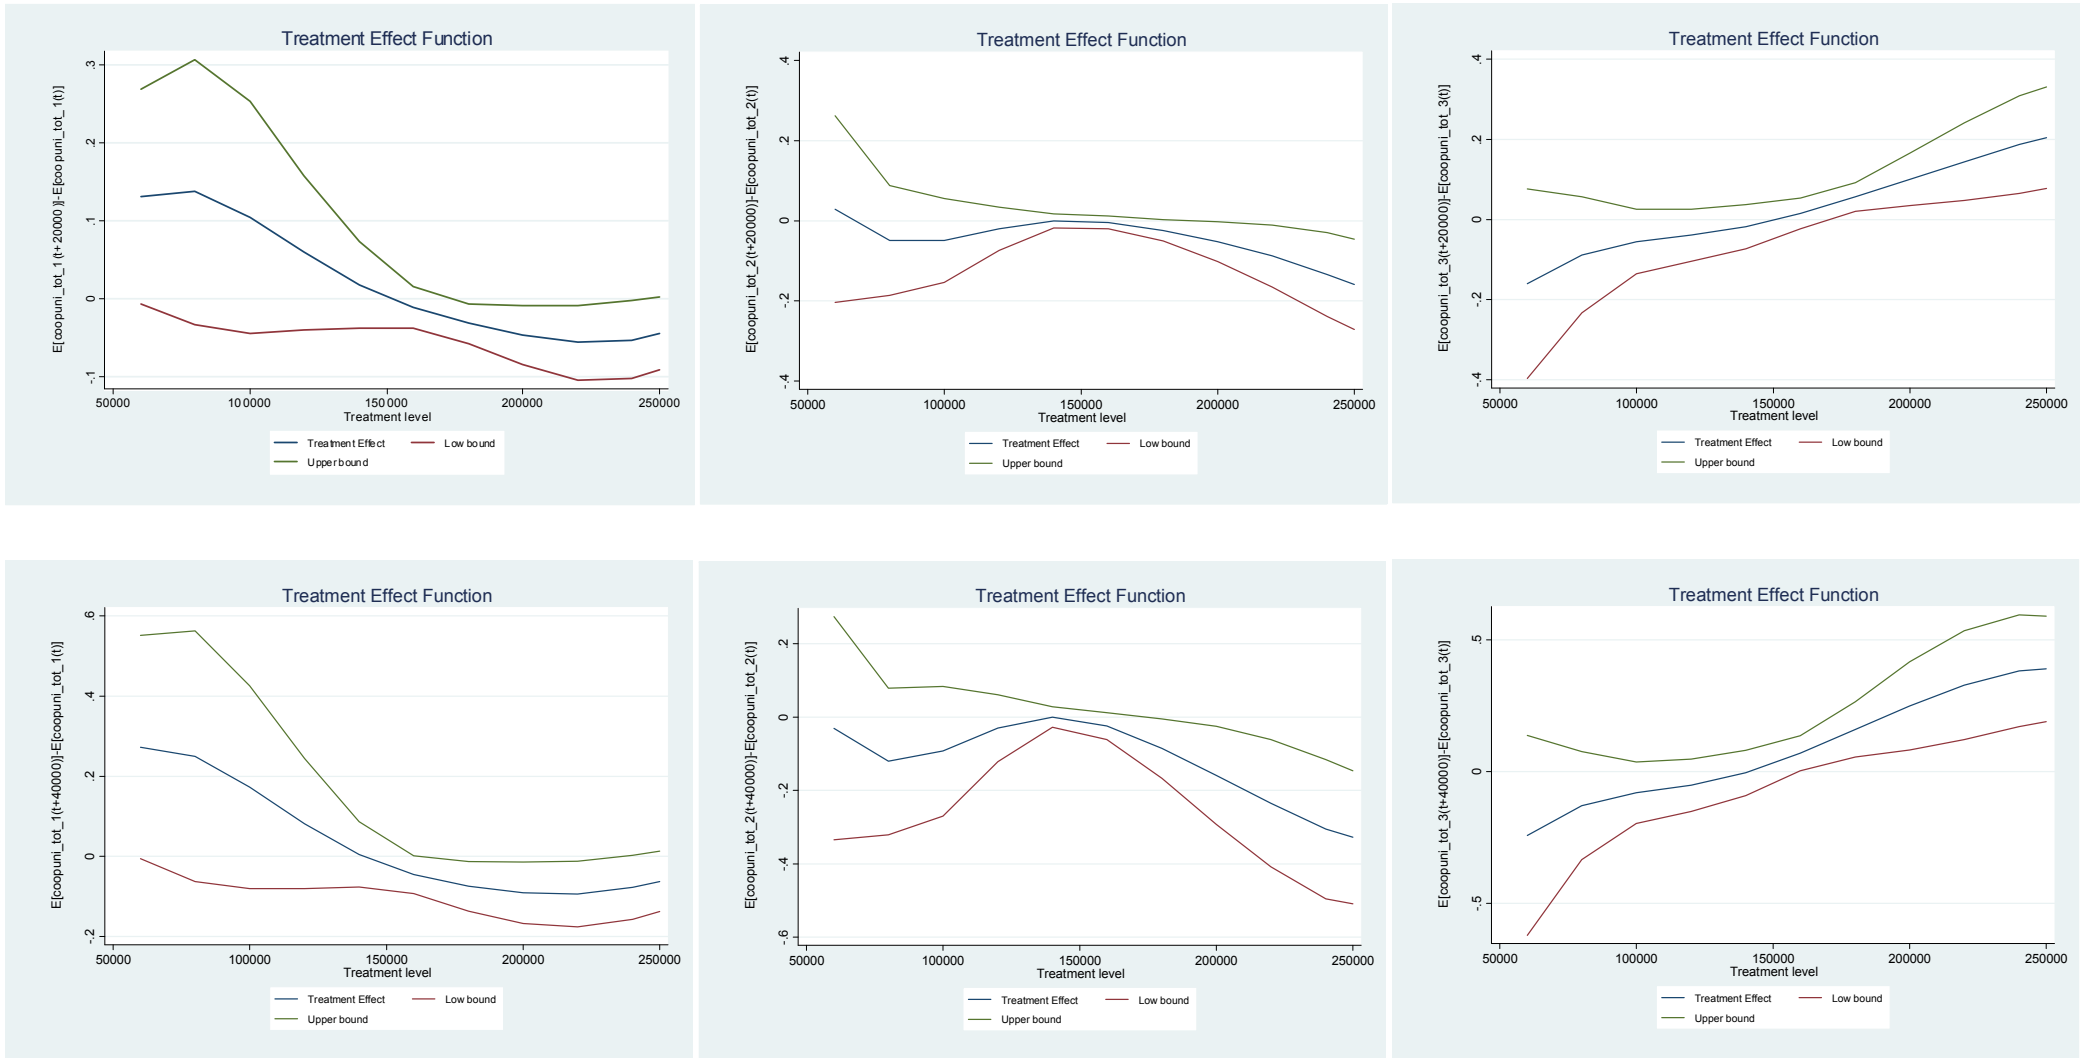 Treatment Effect Function
E[coopuni_tot_1(t+20000)]-E[coopuni_tot_1(t)]
.3
.2
.1
0
-.1
50000 100000 150000 200000 250000
Treatment level
Treatment Effect Low bound
Upper bound
Treatment Effect Function
E[coopuni_tot_2(t+20000)]-E[coopuni_tot_2(t)]
.4
.2
0
-.2
-.4
50000 100000 150000 200000 250000
Treatment level
Treatment Effect Low bound
Upper bound
Treatment Effect Function
E[coopuni_tot_3(t+20000)]-E[coopuni_tot_3(t)]
.4
.2
0
-.2
-.4
50000 100000 150000 200000 250000
Treatment level
Treatment Effect Low bound
Upper bound
Treatment Effect Function
E[coopuni_tot_1(t+40000)]-E[coopuni_tot_1(t)]
.6
.4
.2
0
-.2
50000 100000 150000 200000 250000
Treatment level
Treatment Effect Low bound
Upper bound
Treatment Effect Function
E[coopuni_tot_2(t+40000)]-E[coopuni_tot_2(t)]
.2
0
-.2
-.4
-.6
50000 100000 150000 200000 250000
Treatment level
Treatment Effect Low bound
Upper bound
Treatment Effect Function
E[coopuni_tot_3(t+40000)]-E[coopuni_tot_3(t)]
.5
0
-.5
50000 100000 150000 200000 250000
Treatment level
Treatment Effect Low bound
Upper bound